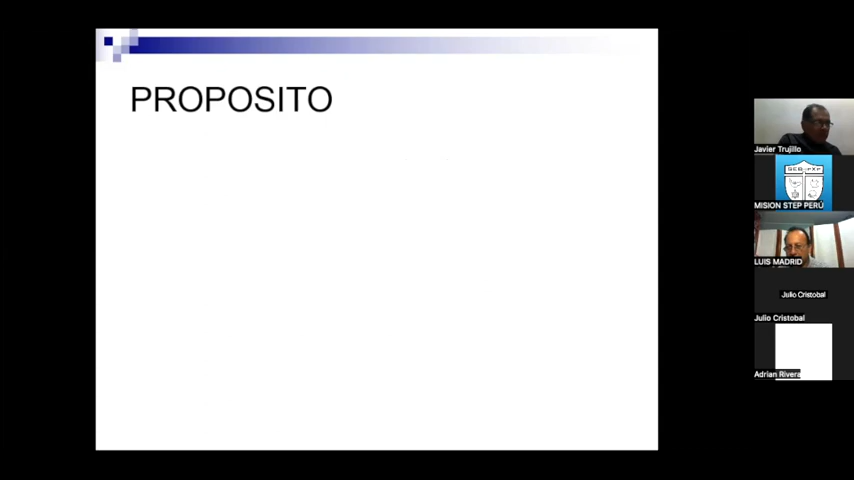 PROPOSITO
Javier Trujillo
MISION STEP PERÚ
LUIS MADRID
Julio Cristobal
Julio Cristobal
Adrian Rivera